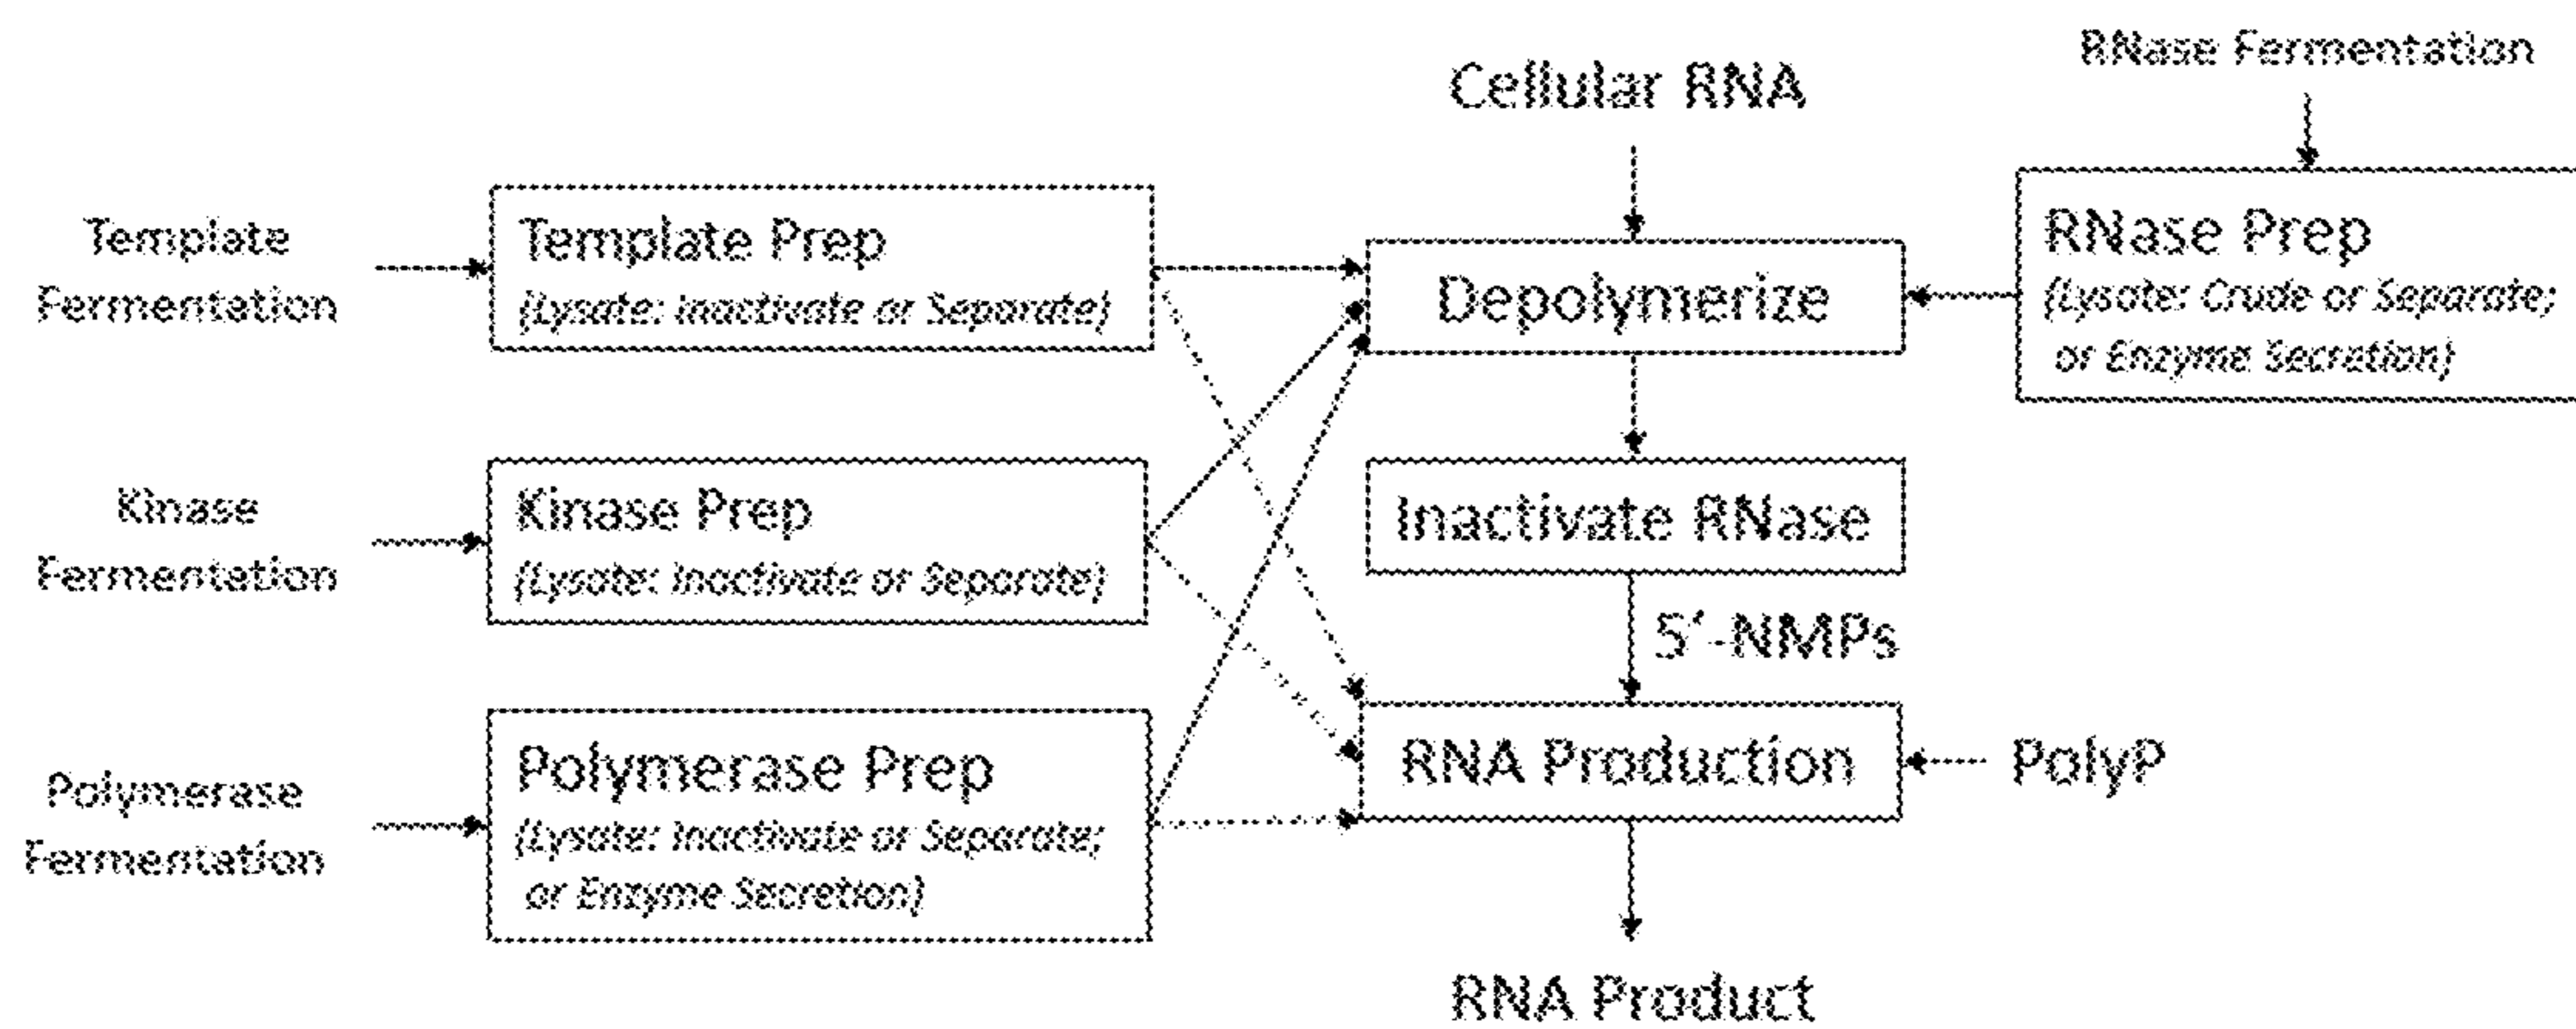 RNase Fermentation
Cellular RNA
Template
Fermentation
Template Prep
(Lysate: Inactivate or Separate)
Depolymerize
RNase Prep
(Lysate: Crude or Separate;
or Enzyme Secretion)
Kinase
Fermentation
Kinase Prep
(Lysate: Inactivate or Separate)
Inactivate RNase
5'-NMPs
Polymerase
Fermentation
Polymerase Prep
(Lysate: Inactivate or Separate;
or Enzyme Secretion)
RNA Production
PolyP
RNA Product